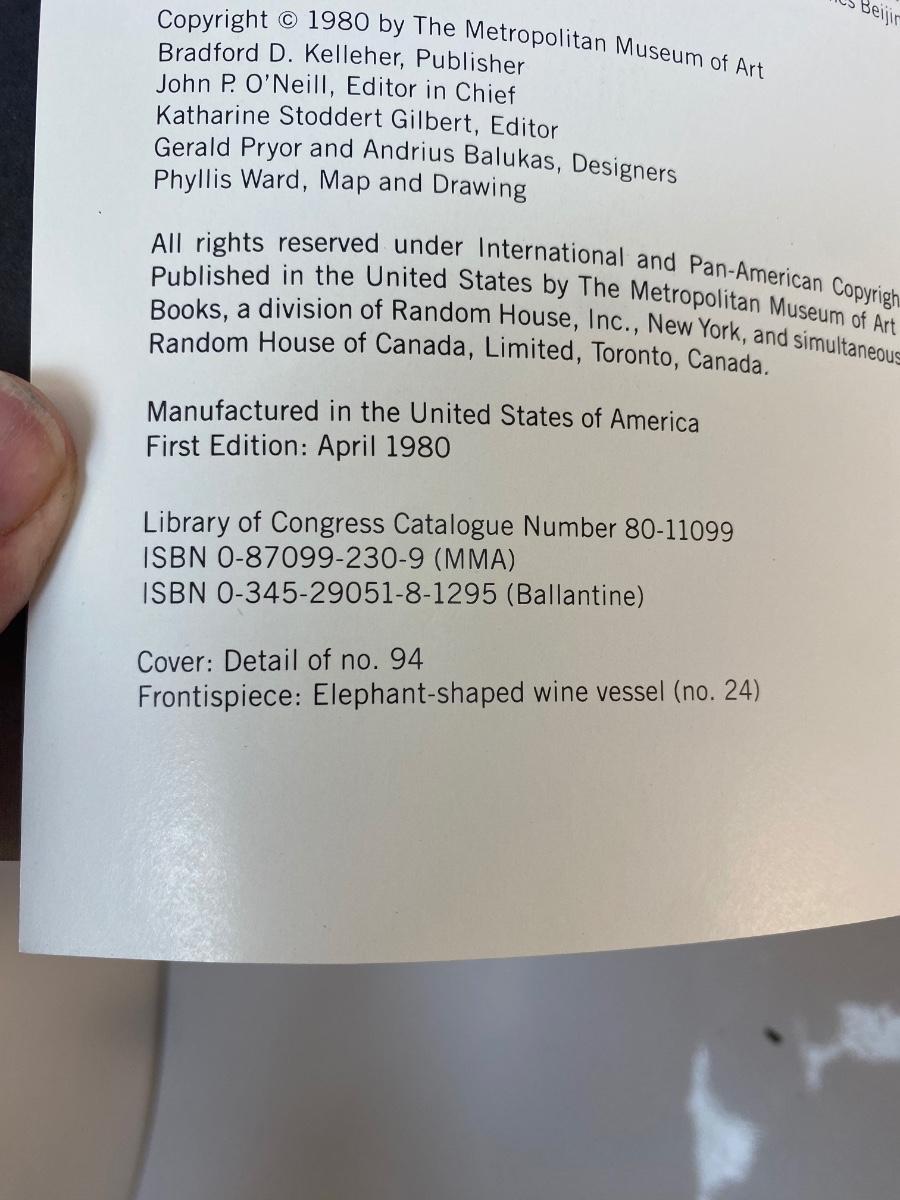 Beijin
Copyright © 1980 by The Metropolitan Museum of Art
Bradford D. Kelleher, Publisher
John P. O'Neill, Editor in Chief
Katharine Stoddert Gilbert, Editor
Gerald Pryor and Andrius Balukas, Designers
Phyllis Ward, Map and Drawing
All rights reserved under International and Pan-American Copyrigh
Published in the United States by The Metropolitan Museum of Art
Books, a division of Random House, Inc., New York, and simultaneous
Random House of Canada, Limited, Toronto, Canada.
Manufactured in the United States of America
First Edition: April 1980
Library of Congress Catalogue Number 80-11099
ISBN 0-87099-230-9 (MMA)
ISBN 0-345-29051-8-1295 (Ballantine)
Cover: Detail of no. 94
Frontispiece: Elephant-shaped wine vessel (no. 24)